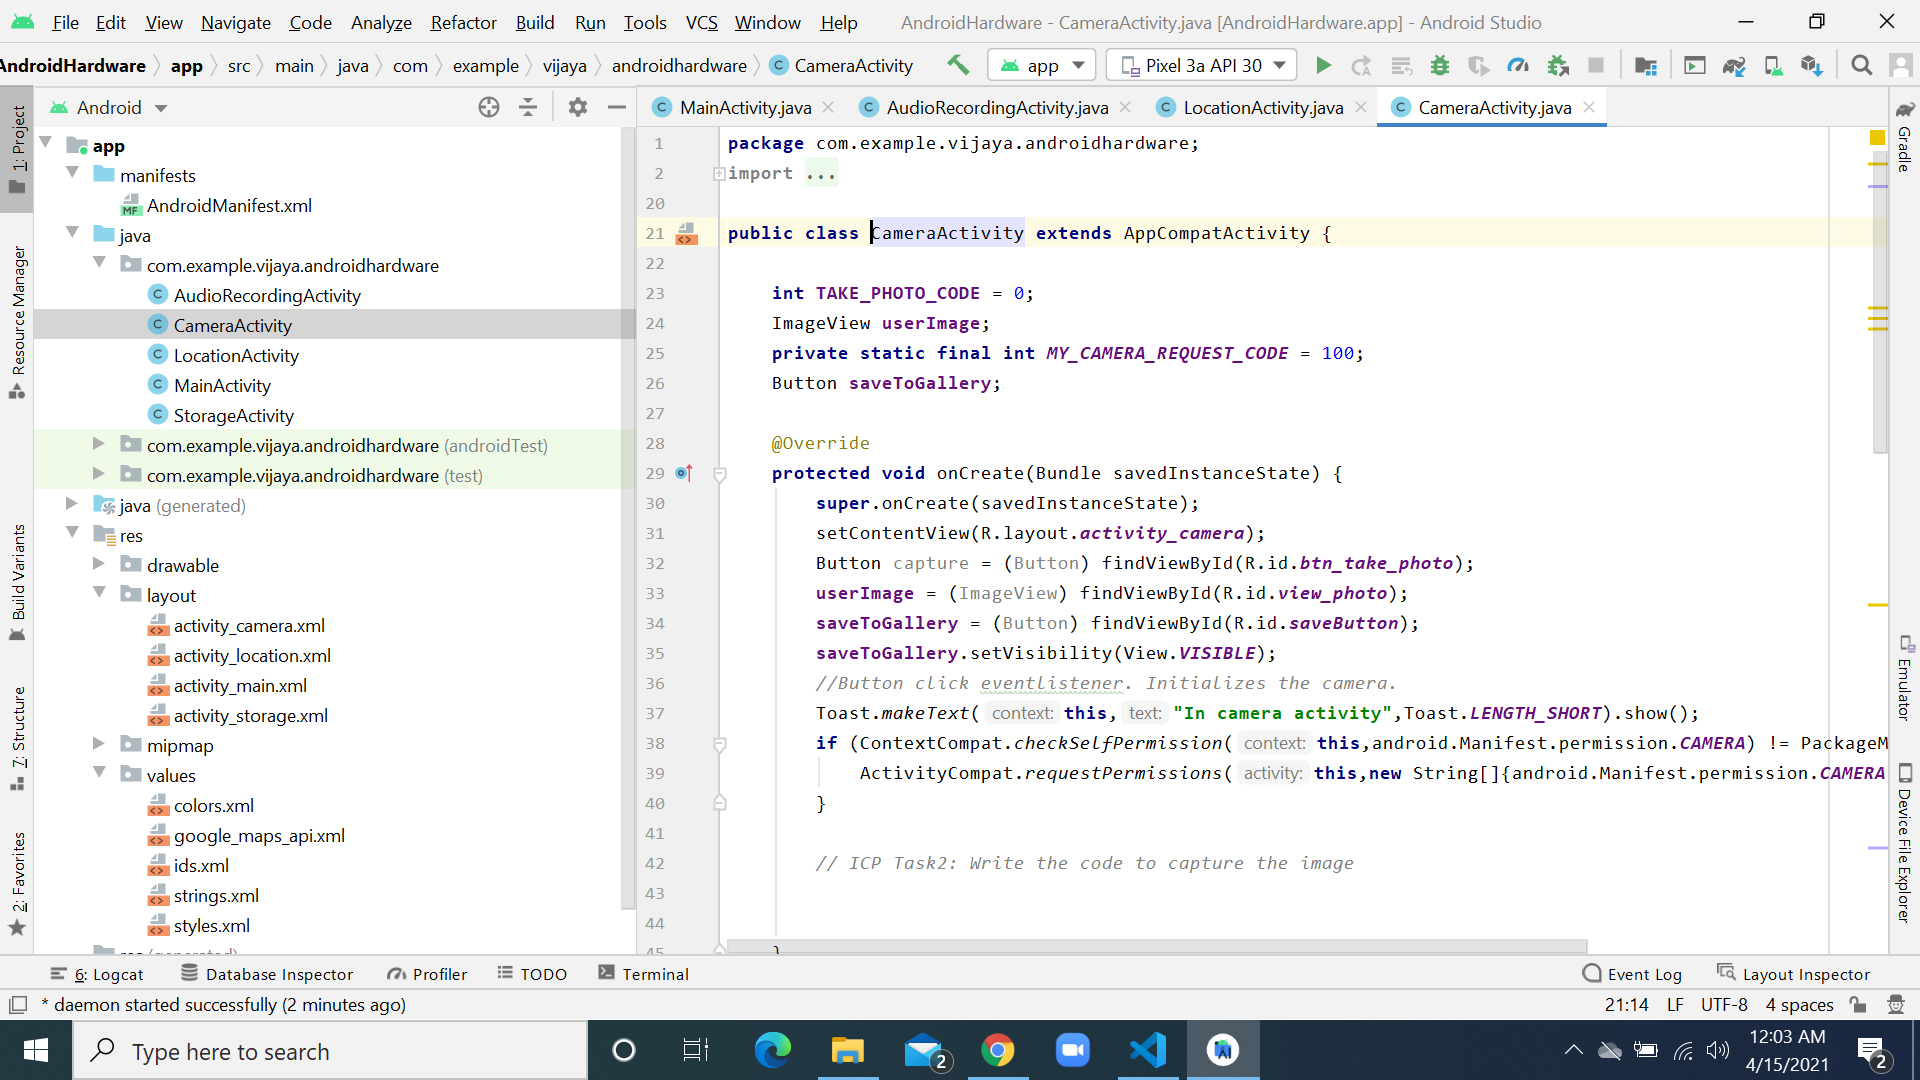 File Edit View Navigate Code Analyze Refactor Build Run Tools VCS Window Help AndroidHardware - CameraActivity.java [AndroidHardware.app] - Android Studio
AndroidHardware app src main java com example vijaya androidhardware CameraActivity app Pixel 3a API 30
Android
MainActivity.java AudioRecordingActivity.java LocationActivity.java CameraActivity.java
1: Project
Resource Manager
Build Variants
7: Structure
2: Favorites
app
manifests
MF AndroidManifest.xml
java
com.example.vijaya.androidhardware
AudioRecordingActivity
CameraActivity
LocationActivity
MainActivity
StorageActivity
com.example.vijaya.androidhardware (androidTest)
com.example.vijaya.androidhardware (test)
java (generated)
res
drawable
layout
activity_camera.xml
activity_location.xml
activity_main.xml
activity_storage.xml
mipmap
values
colors.xml
google_maps_api.xml
ids.xml
strings.xml
styles.xml
1 package com.example.vijaya.androidhardware;
2 import ...
20
21 public class CameraActivity extends AppCompatActivity {
22
23 int TAKE_PHOTO_CODE = 0;
24 ImageView userImage;
25 private static final int MY_CAMERA_REQUEST_CODE = 100;
26 Button saveToGallery;
27
28 @Override
29 protected void onCreate(Bundle savedInstanceState) {
30 super.onCreate(savedInstanceState);
31 setContentView(R.layout.activity_camera);
32 Button capture = (Button) findViewById(R.id.btn_take_photo);
33 userImage = (ImageView) findViewById(R.id.view_photo);
34 saveToGallery = (Button) findViewById(R.id.saveButton);
35 saveToGallery.setVisibility(View.VISIBLE);
36 //Button click eventlistener. Initializes the camera.
37 Toast.makeText( context: this, text: "In camera activity",Toast.LENGTH_SHORT).show();
38 if (ContextCompat.checkSelfPermission( context: this,android.Manifest.permission.CAMERA) != PackageM
39 ActivityCompat.requestPermissions( activity: this,new String[]{android.Manifest.permission.CAMERA
40 }
41
42 // ICP Task2: Write the code to capture the image
43
44
45 }
Gradle
Emulator
Device File Explorer
6: Logcat Database Inspector Profiler TODO Terminal Event Log Layout Inspector
* daemon started successfully (2 minutes ago) 21:14 LF UTF-8 4 spaces
Type here to search 2 12:03 AM
4/15/2021 2